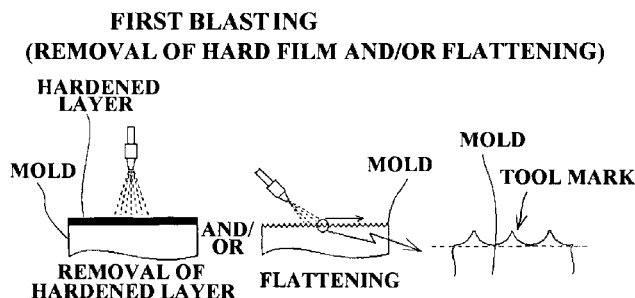 FIRST BLASTING
(REMOVAL OF HARD FILM AND/OR FLATTENING)
HARDENED
LAYER
MOLD
AND/
OR
REMOVAL OF
HARDENED LAYER
MOLD
FLATTENING
MOLD
TOOL MARK